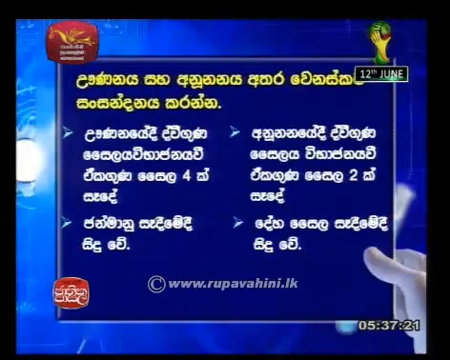 12TH JUNE
ඌණනය සහ අනූනනය අතර වෙනස්කම්
සංසන්දනය කරන්න.
ඌණනයේදී ද්විගුණ
සෛලයවිභාජනයවී
ඒකගුණ සෛල 4 ක්
සෑදේ
ජන්මානු සෑදීමේදී
සිදු වේ.
අනූනනයේදී ද්විගුණ
සෛලය විභාජනයවී
ඒකගුණ සෛල 2 ක්
සෑදේ
දේහ සෛල සෑදීමේදී
සිදු වේ.
ජාතික
පාසල
© www.rupavahini.lk
05:37:21